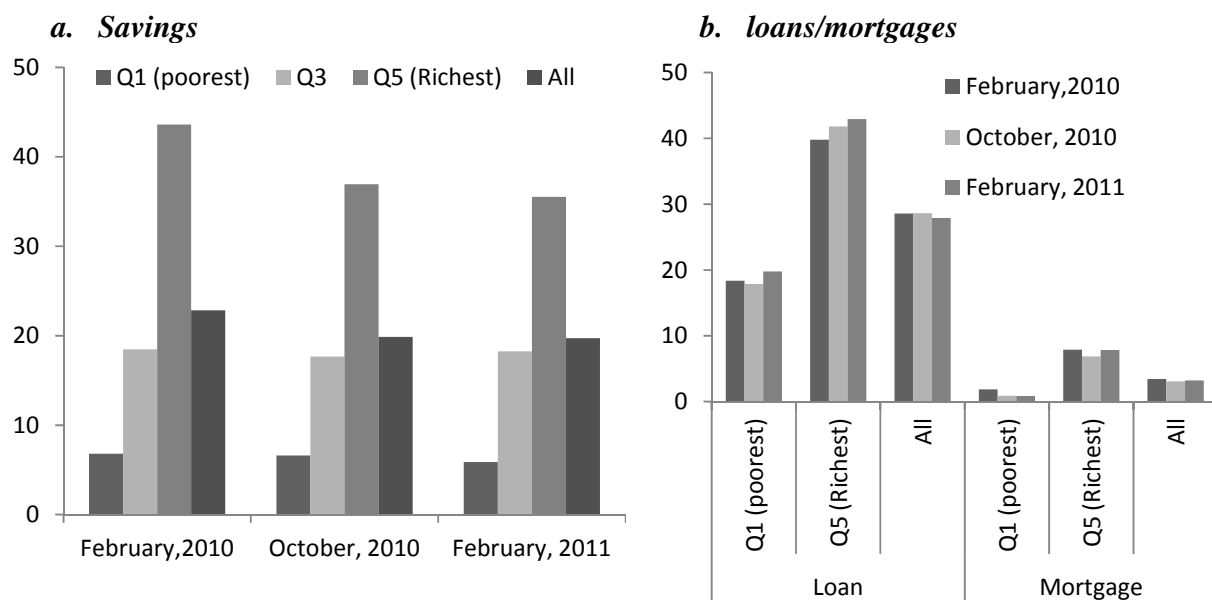 a. Savings
50
40
30
20
10
0
Q1 (poorest) Q3 Q5 (Richest) All
February,2010 October, 2010 February, 2011
b. loans/mortgages
50
40
30
20
10
0
February,2010
October, 2010
February, 2011
Q1 (poorest) Q5 (Richest) All Q1 (poorest) Q5 (Richest) All
Loan Mortgage